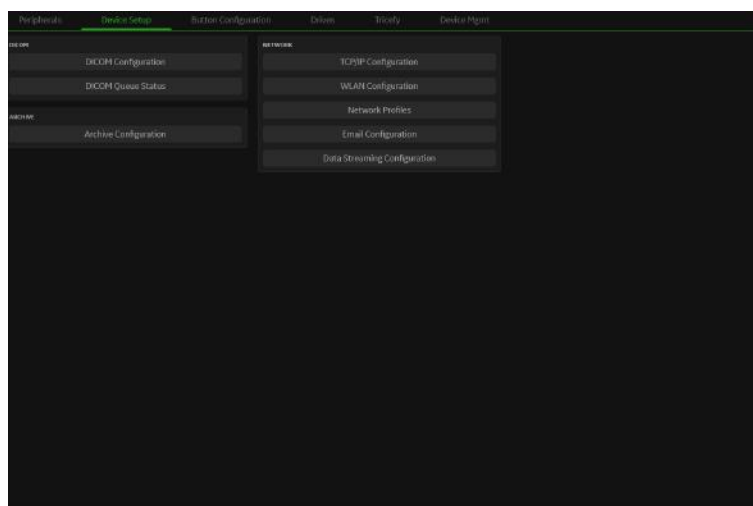 Peripherals Device Setup Button Configuration Drives Tricefy Device Mgmt
DICOM
DICOM Configuration
DICOM Queue Status
ARCHIVE
Archive Configuration
NETWORK
TCP/IP Configuration
WLAN Configuration
Network Profiles
Email Configuration
Data Streaming Configuration